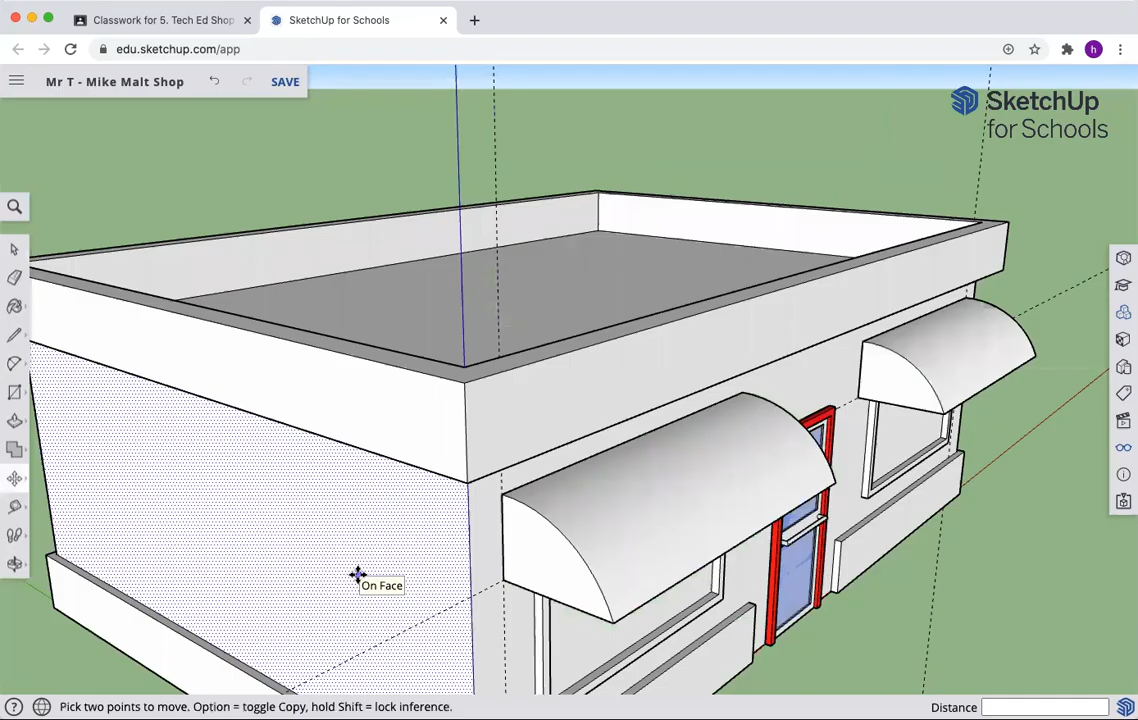 Classwork for 5. Tech Ed Shop
SketchUp for Schools
edu.sketchup.com/app
h
Mr T - Mike Malt Shop
SAVE
SketchUp
for Schools
On Face
Pick two points to move. Option = toggle Copy, hold Shift = lock inference.
Distance